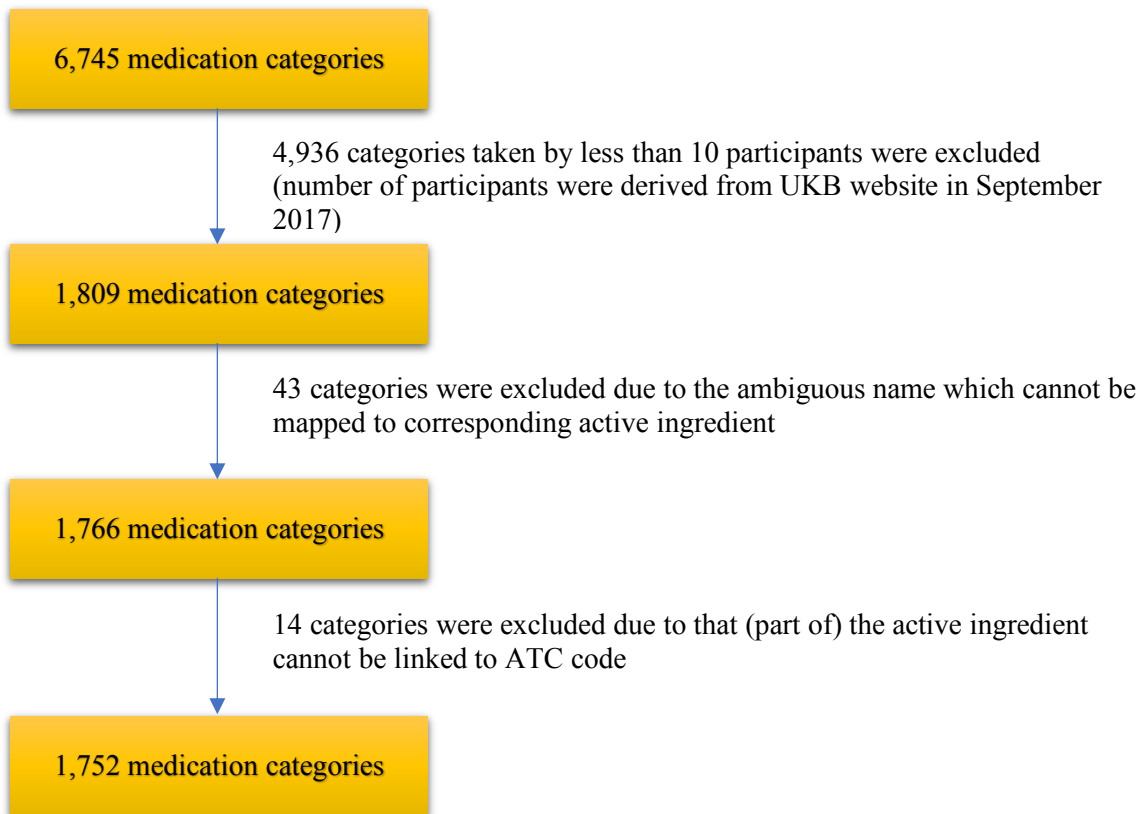 6,745 medication categories
4,936 categories taken by less than 10 participants were excluded
(number of participants were derived from UKB website in September
2017)
1,809 medication categories
43 categories were excluded due to the ambiguous name which cannot be
mapped to corresponding active ingredient
1,766 medication categories
14 categories were excluded due to that (part of) the active ingredient
cannot be linked to ATC code
1,752 medication categories